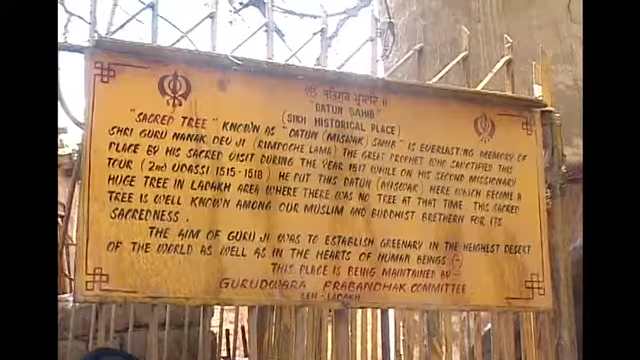 ੴ ਸਤਿਗੁਰ ਪ੍ਰਸਾਦਿ ॥
"DATUN SAHIB"
(SIKH HISTORICAL PLACE)
"SACRED TREE" KNOWN AS "DATUN (MISWAK) SAHIB" IS EVERLASTING MEMORY OF
SHRI GURU NANAK DEV JI (RIMPOCHE LAMA) THE GREAT PROPHET WHO SANCTIFIED THIS
PLACE BY HIS SACRED VISIT DURING THE YEAR 1517 WHILE ON HIS SECOND MISSIONARY
TOUR (2nd UDASSI 1515-1518) HE PUT THIS DATUN (MISWAK) HERE WHICH BECOME A
HUGE TREE IN LADAKH AREA WHERE THERE WAS NO TREE AT THAT TIME. THIS SACRED
TREE IS WELL KNOWN AMONG OUR MUSLIM AND BUDDHIST BRETHERN FOR ITS
SACREDNESS.
THE AIM OF GURU JI WAS TO ESTABLISH GREENARY IN THE HEIGHEST DESERT
OF THE WORLD AS WELL AS IN THE HEARTS OF HUMAN BEINGS.(-)
THIS PLACE IS BEING MAINTAINED BY (-)
GURUDWARA PRABANDHAK COMMITTEE
LEH-LADAKH